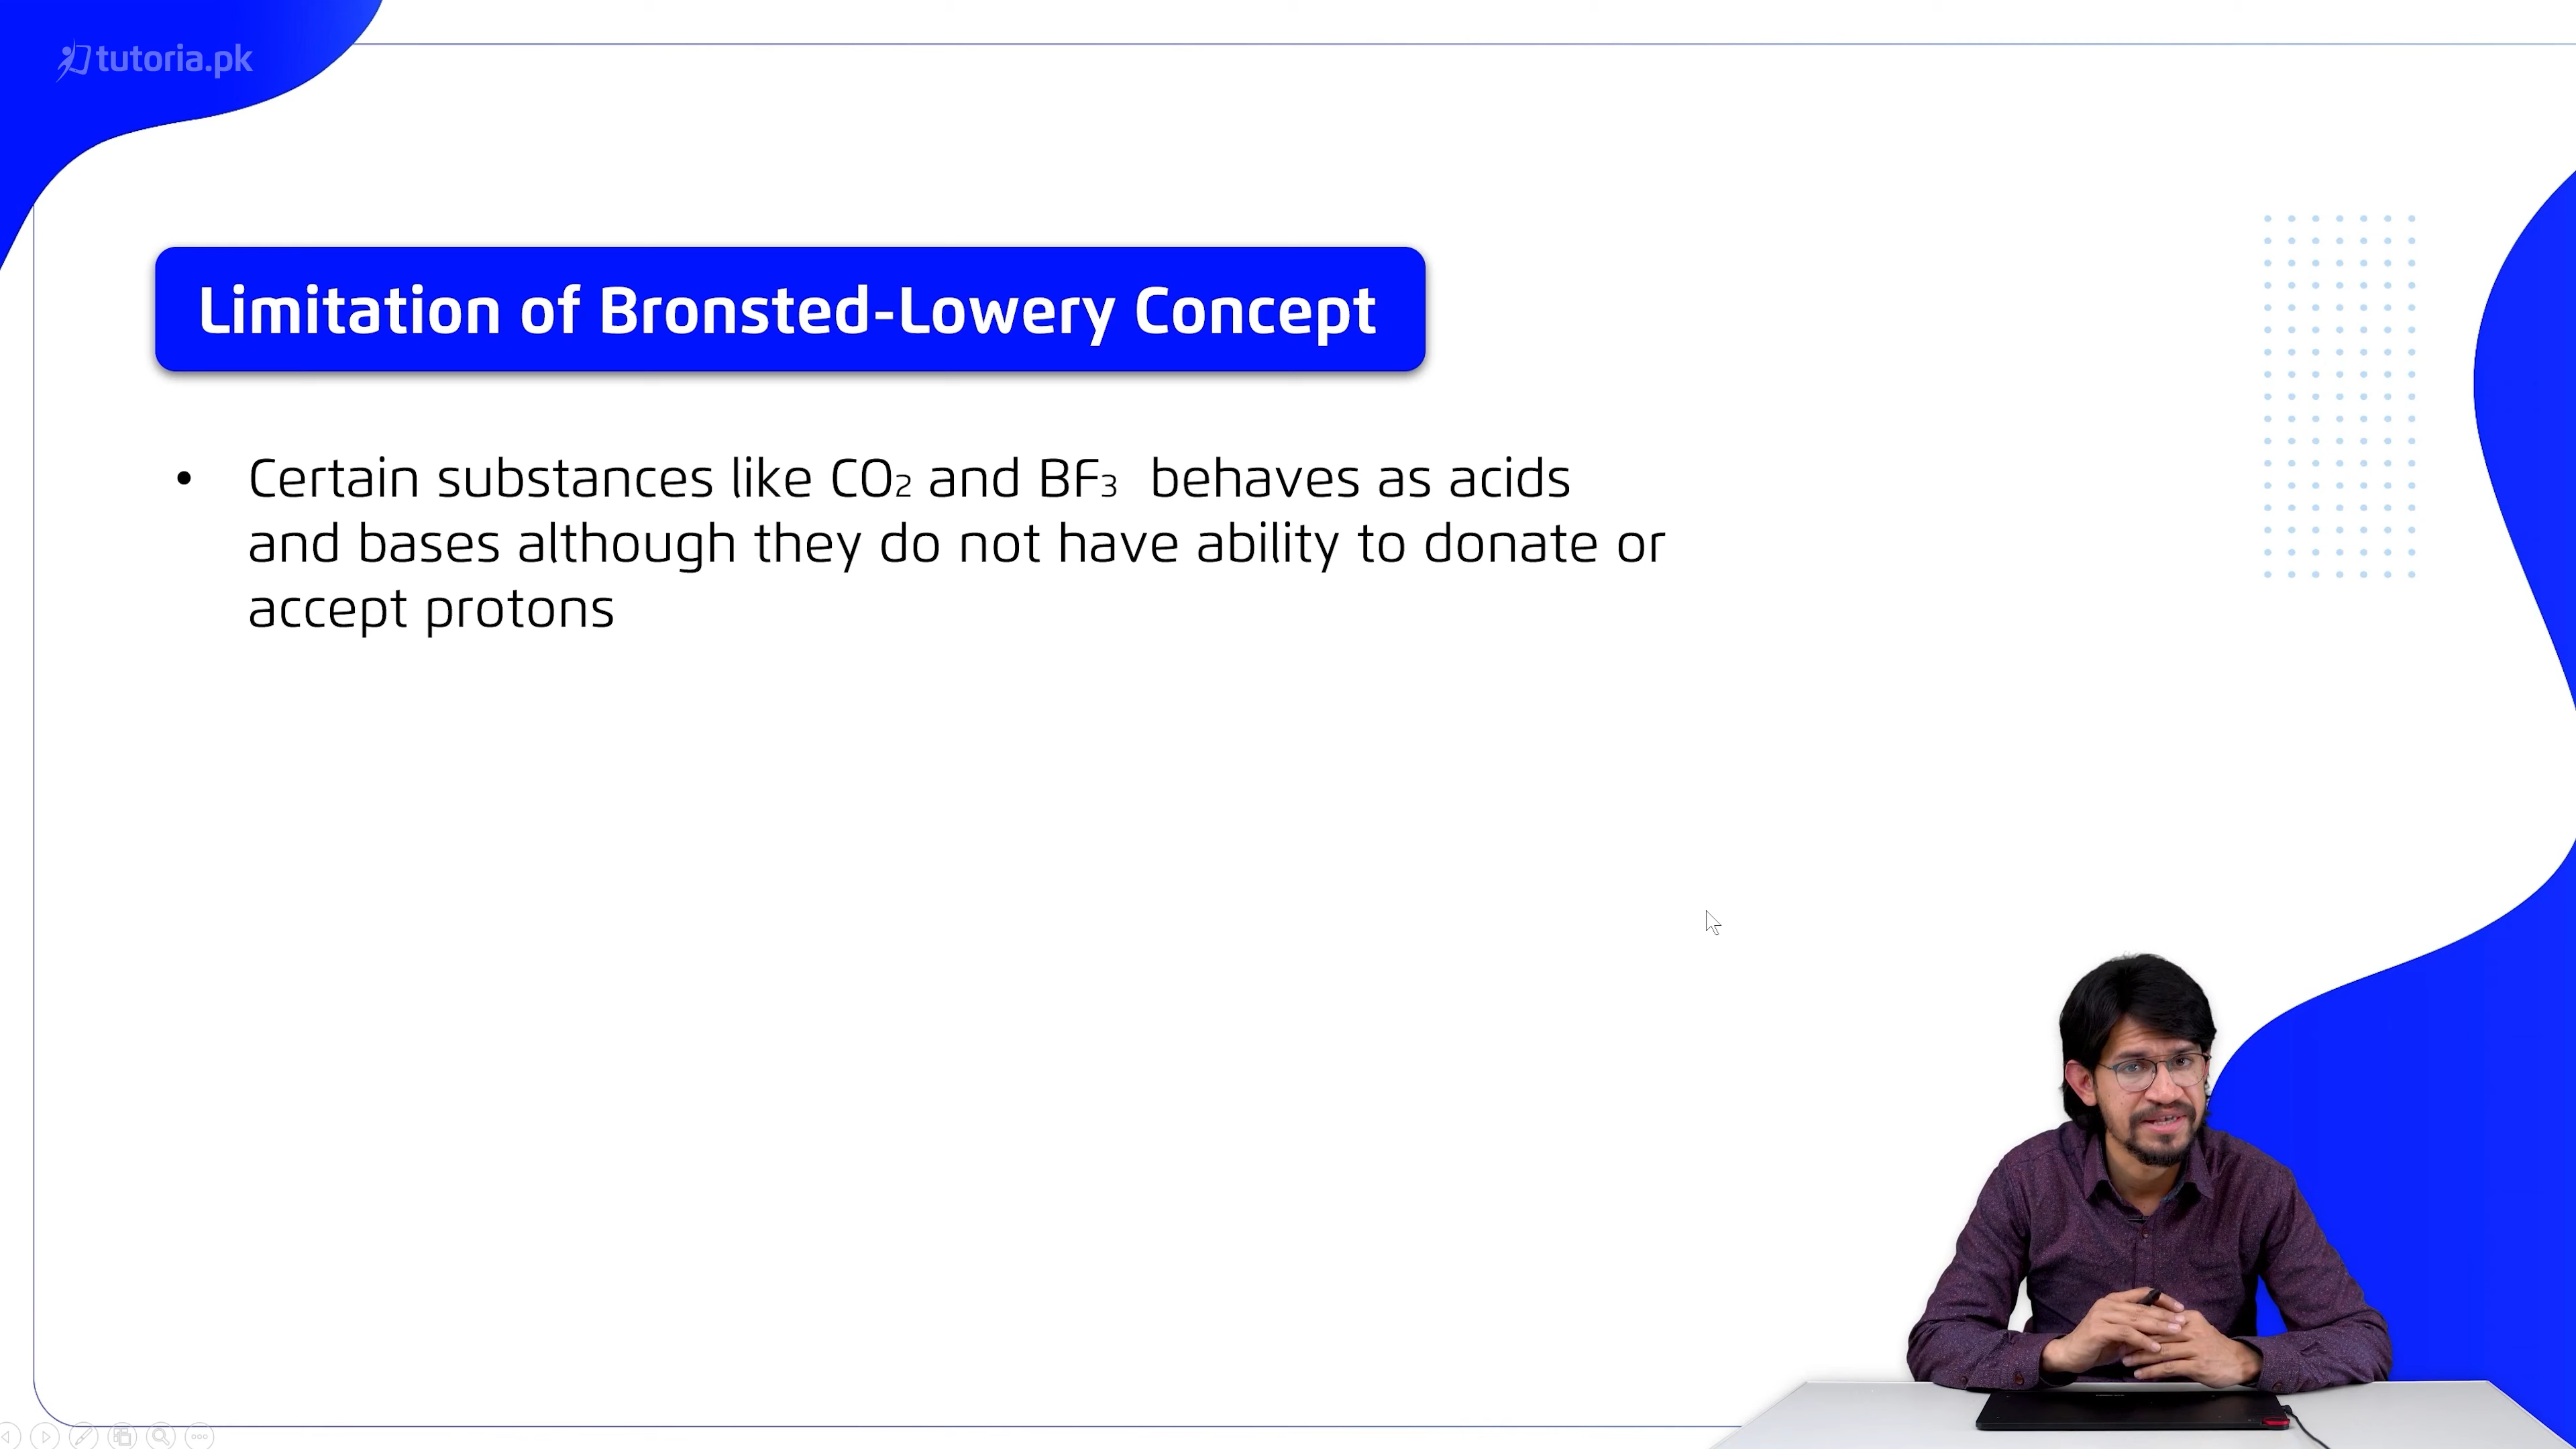 tutoria.pk
Limitation of Bronsted-Lowery Concept
• Certain substances like CO₂ and BF₃ behaves as acids
and bases although they do not have ability to donate or
accept protons